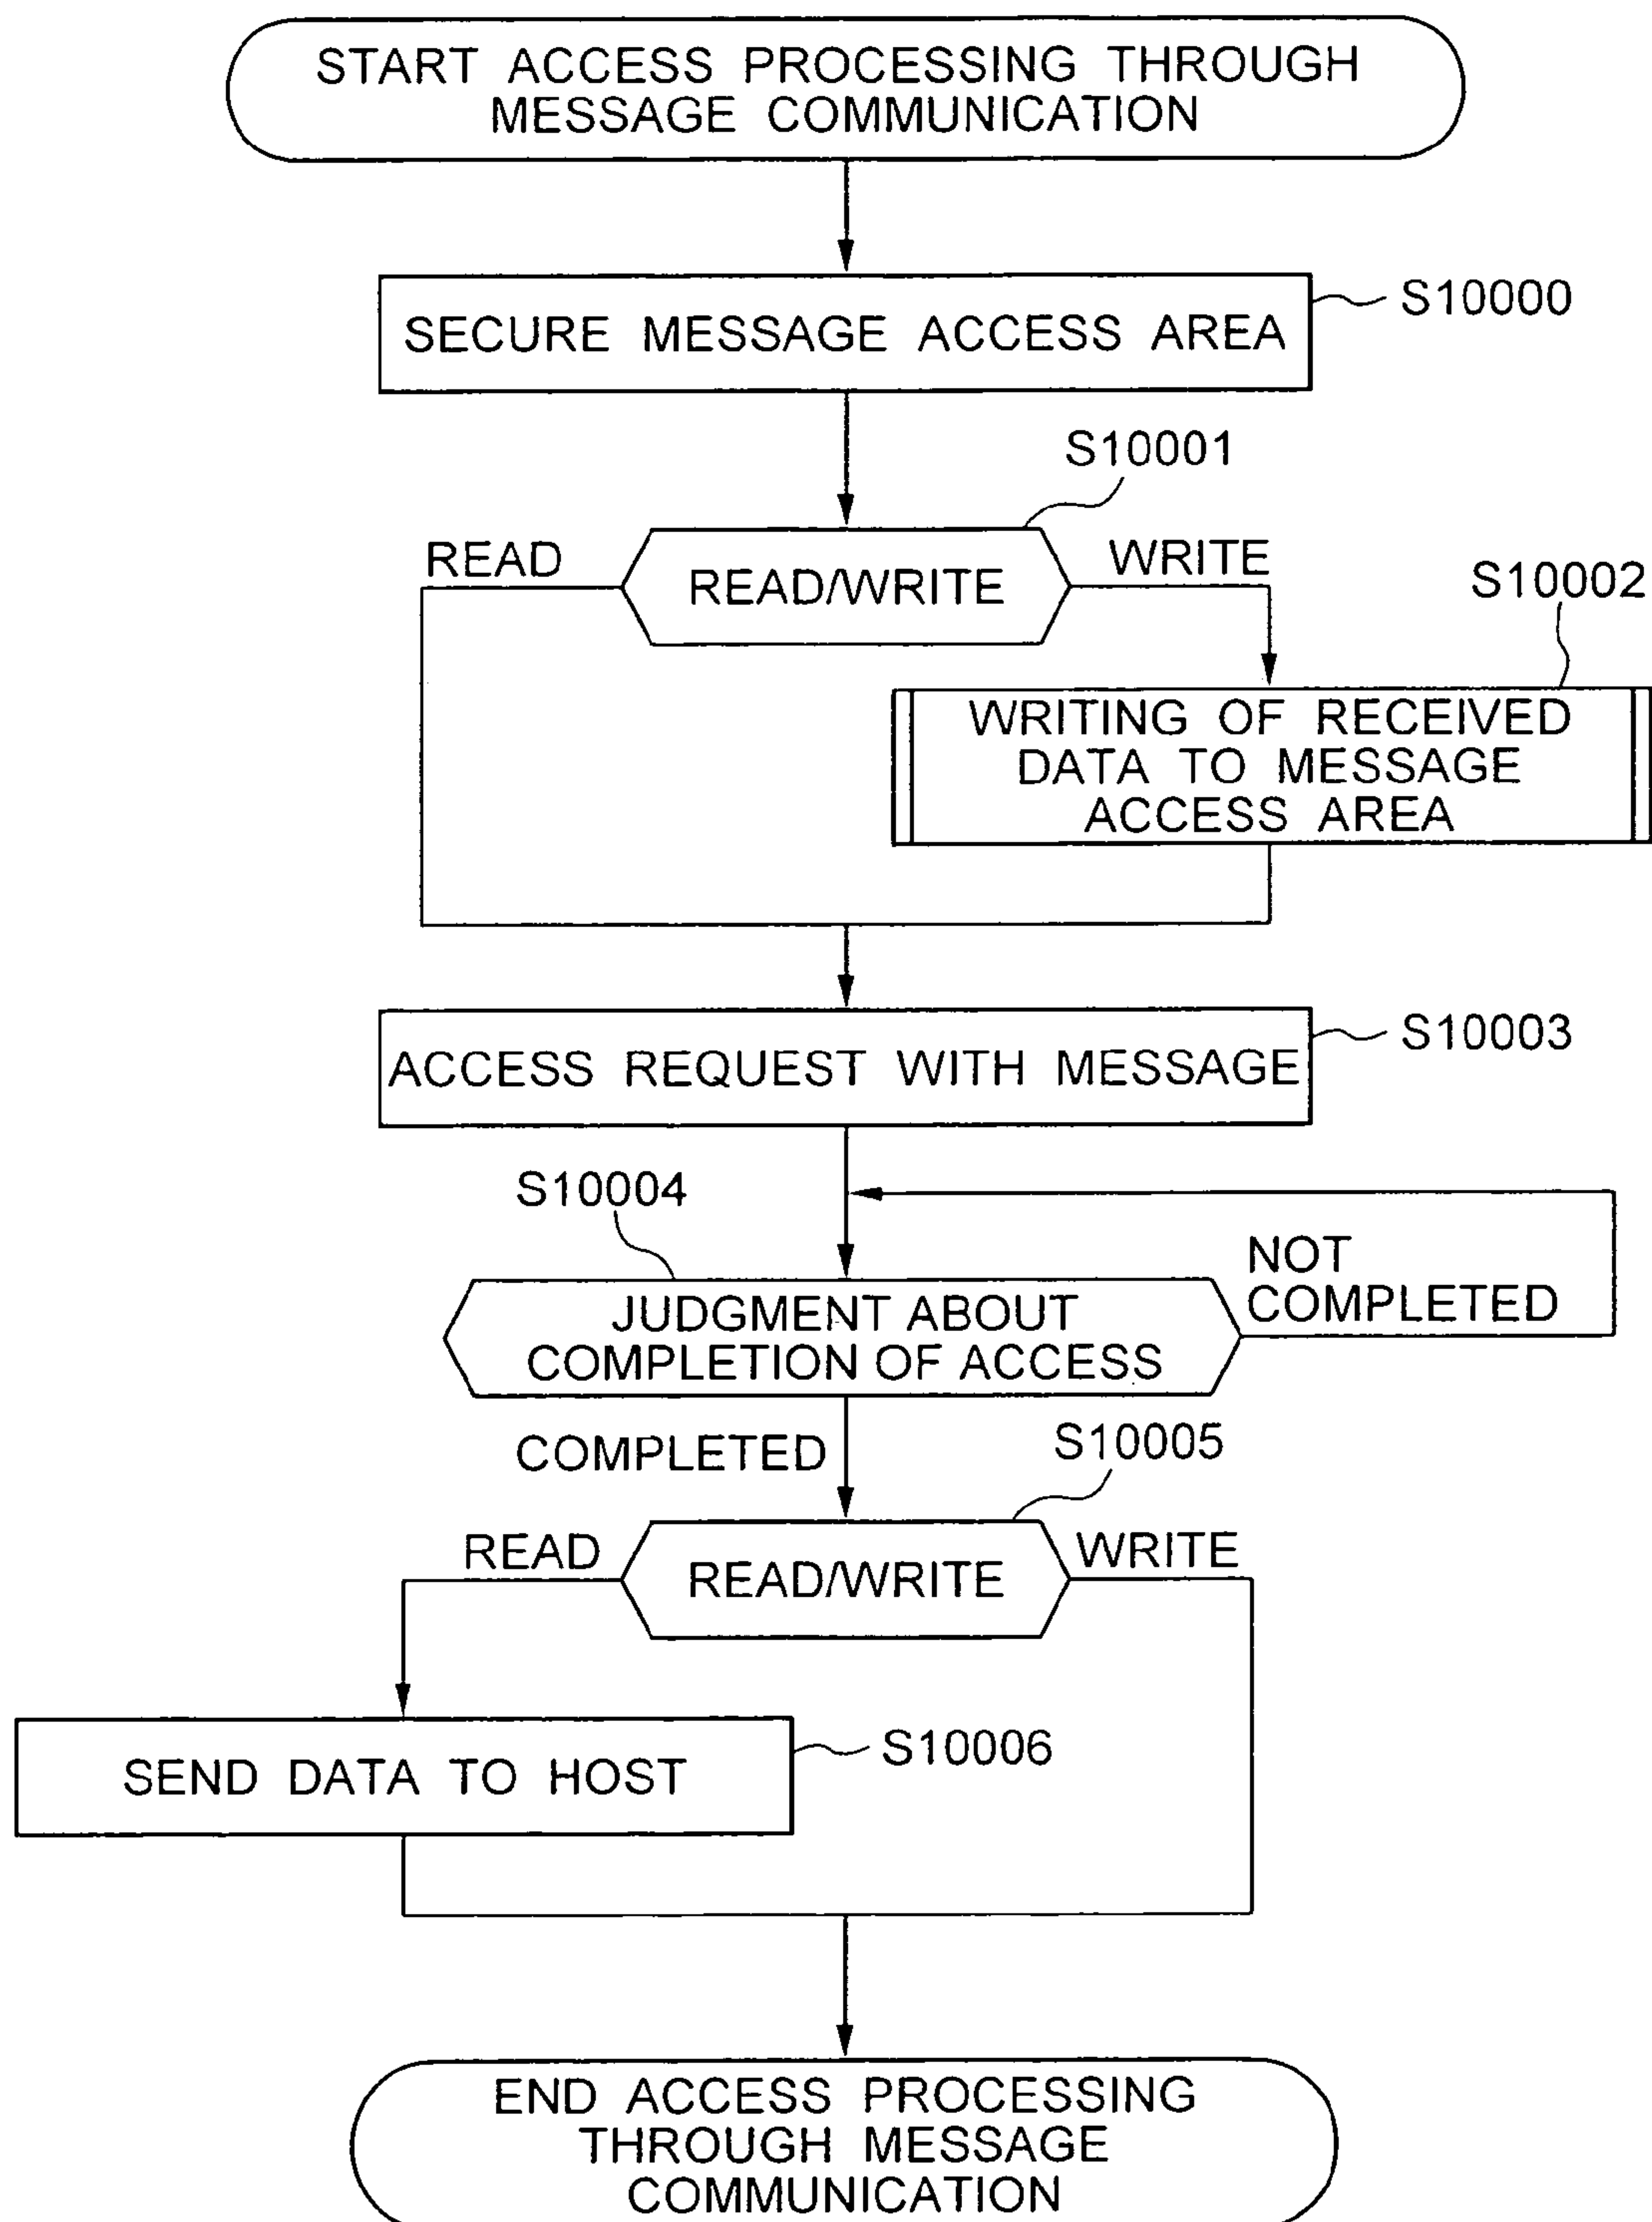 START ACCESS PROCESSING THROUGH
MESSAGE COMMUNICATION
SECURE MESSAGE ACCESS AREA
S10000
S10001
READ
READ/WRITE
WRITE
S10002
WRITING OF RECEIVED
DATA TO MESSAGE
ACCESS AREA
ACCESS REQUEST WITH MESSAGE
S10003
S10004
NOT
COMPLETED
JUDGMENT ABOUT
COMPLETION OF ACCESS
COMPLETED
S10005
READ
READ/WRITE
WRITE
SEND DATA TO HOST
S10006
END ACCESS PROCESSING
THROUGH MESSAGE
COMMUNICATION